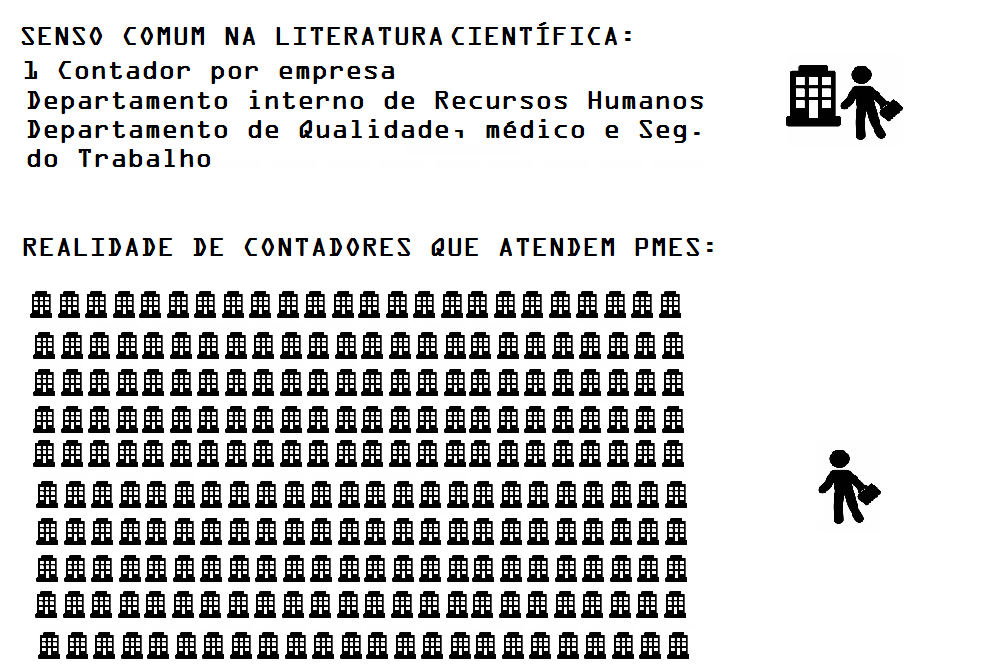 SENSO COMUM NA LITERATURA CIENTÍFICA:
1 Contador por empresa
Departamento interno de Recursos Humanos
Departamento de Qualidade, médico e Seg.
do Trabalho
REALIDADE DE CONTADORES QUE ATENDEM PMES: